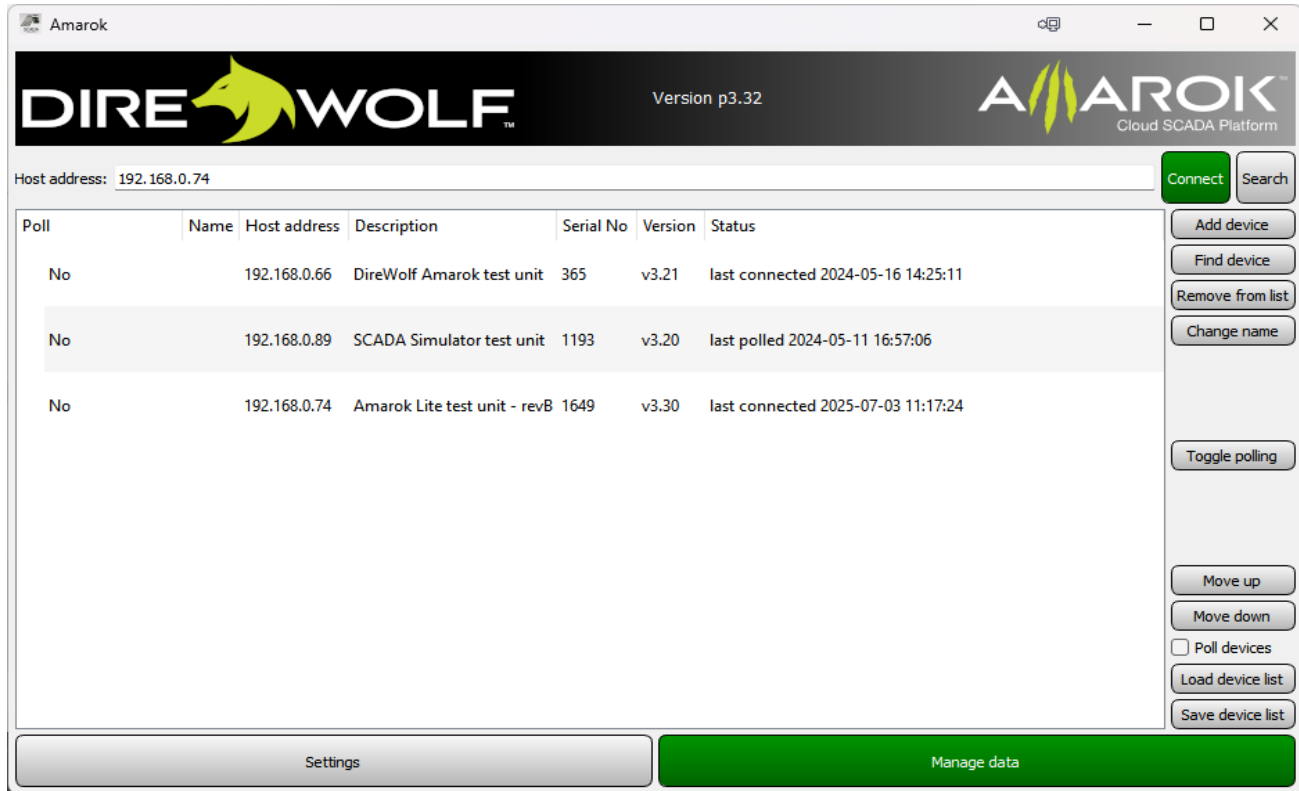 Amarok
DIREWOLF™
Version p3.32
AMAROK™
Cloud SCADA Platform
Host address: 192.168.0.74 Connect Search
Poll Name Host address Description Serial No Version Status
No 192.168.0.66 DireWolf Amarok test unit 365 v3.21 last connected 2024-05-16 14:25:11
No 192.168.0.89 SCADA Simulator test unit 1193 v3.20 last polled 2024-05-11 16:57:06
No 192.168.0.74 Amarok Lite test unit - revB 1649 v3.30 last connected 2025-07-03 11:17:24
Add device
Find device
Remove from list
Change name
Toggle polling
Move up
Move down
Poll devices
Load device list
Save device list
Settings Manage data